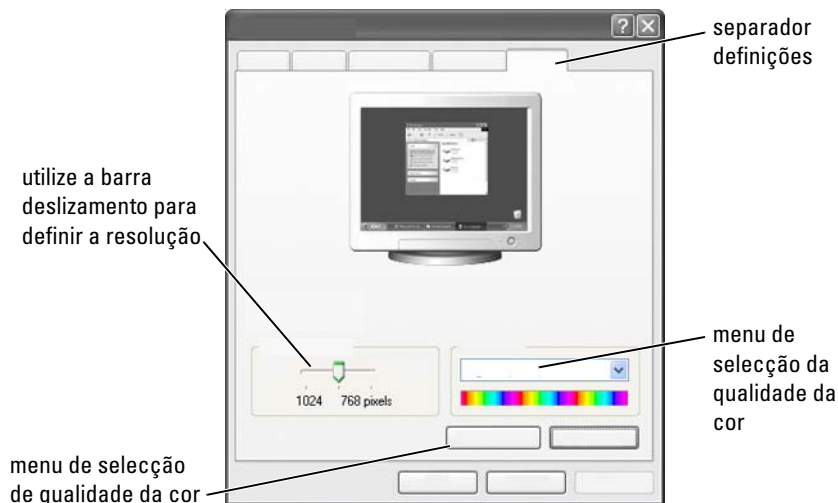 separador
definições
utilize a barra
deslizamento para
definir a resolução
1024 768 pixels
menu de
selecção da
qualidade da
cor
menu de selecção
de qualidade da cor